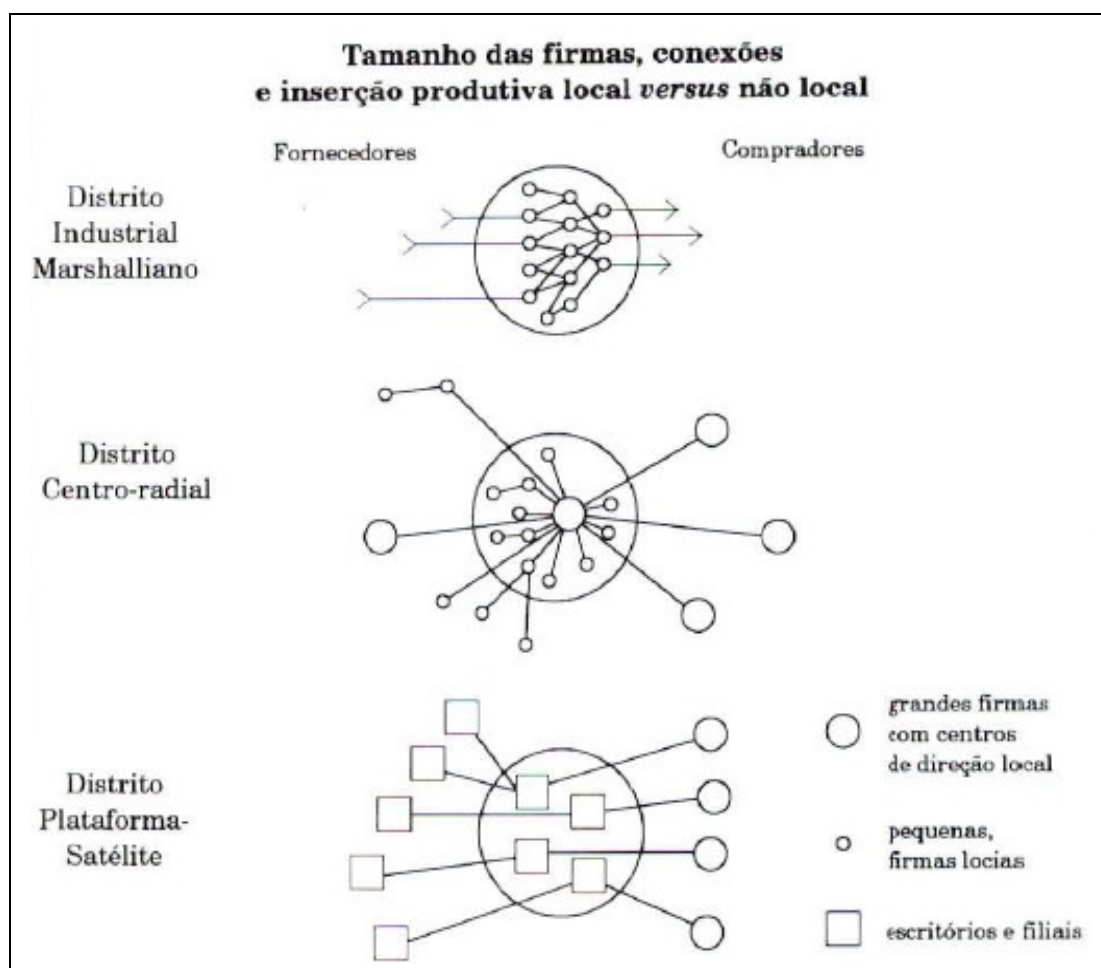 Tamanho das firmas, conexões
e inserção produtiva local versus não local
Fornecedores
Compradores
Distrito
Industrial
Marshalliano
Distrito
Centro-radial
Distrito
Plataforma-
Satélite
grandes firmas
com centros
de direção local
pequenas,
firmas locias
escritórios e filiais